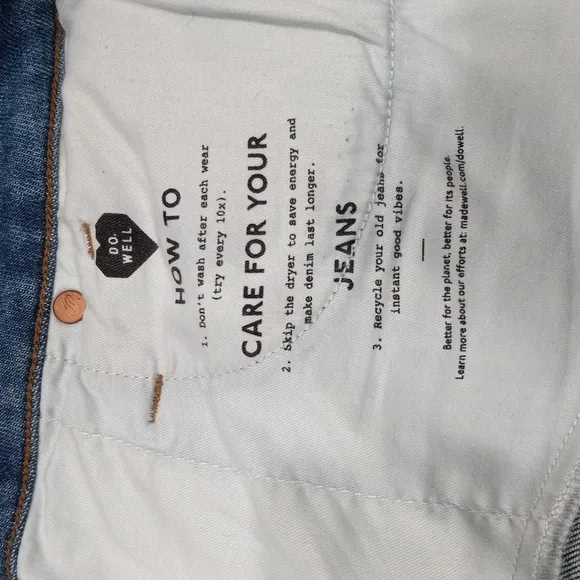 DO
WELL
HOW TO
CARE FOR YOUR
JEANS
1. Don't wash after each wear
(try every 10x).
2. Skip the dryer to save energy and
make denim last longer.
3. Recycle your old jeans for
instant good vibes.
Better for the planet, better for its people.
Learn more about our efforts at: madewell.com/dowell.